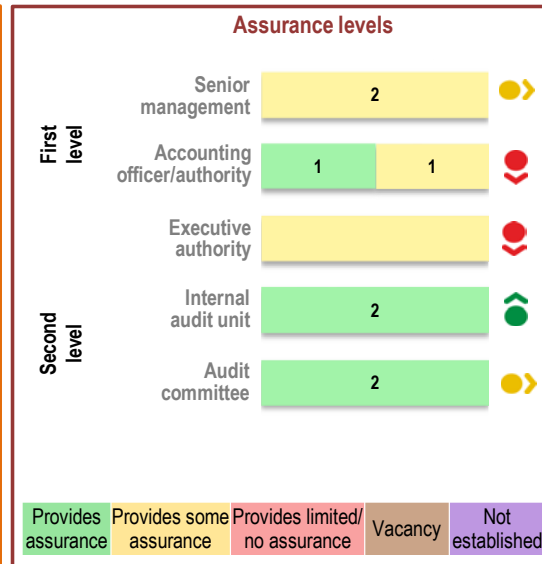 Assurance levels
First
level
Senior
management
2
Accounting
officer/authority
1
1
Executive
authority
Second
level
Internal
audit unit
2
Audit
committee
2
Provides
assurance
Provides some
assurance
Provides limited/
no assurance
Vacancy
Not
established